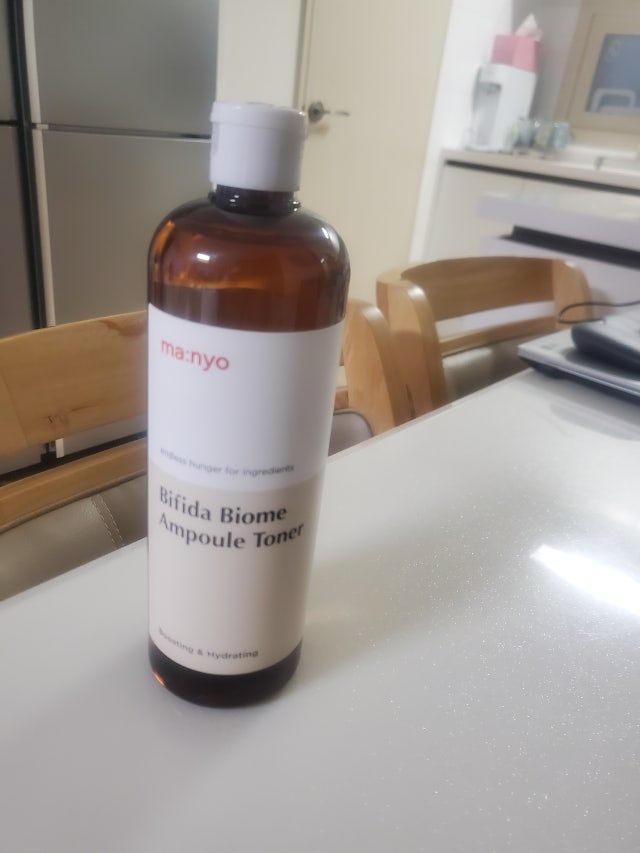 ma:nyo
endless hunger for ingredients
Bifida Biome
Ampoule Toner
Boosting & Hydrating